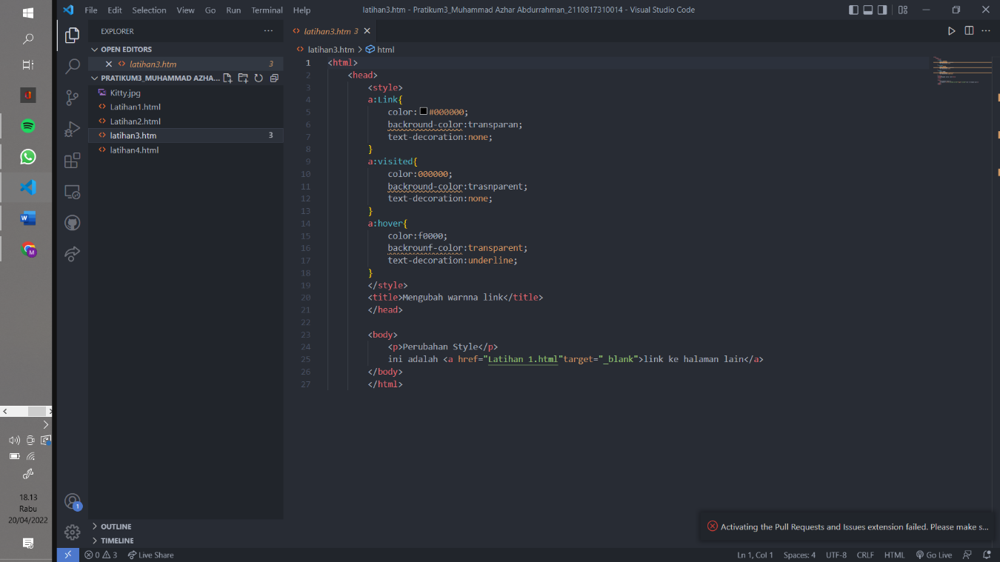 File Edit Selection View Go Run Terminal Help
latihan3.htm - Pratikum3_Muhammad Azhar Abdurrahman_2110817310014 - Visual Studio Code
EXPLORER
OPEN EDITORS
latihan3.htm 3
PRATIKUM3_MUHAMMAD AZHA...
Kitty.jpg
Latihan1.html
Latihan2.html
latihan3.htm 3
latihan4.html
OUTLINE
TIMELINE
latihan3.htm 3
latihan3.htm > html
1 <html>
2 <head>
3 <style>
4 a:Link{
5 color:#000000;
6 backround-color:transparan;
7 text-decoration:none;
8 }
9 a:visited{
10 color:000000;
11 backround-color:trasnparent;
12 text-decoration:none;
13 }
14 a:hover{
15 color:f0000;
16 backrounf-color:transparent;
17 text-decoration:underline;
18 }
19 </style>
20 <title>Mengubah warnna link</title>
21 </head>
22
23 <body>
24 <p>Perubahan Style</p>
25 ini adalah <a href="Latihan 1.html"target="_blank">link ke halaman lain</a>
26 </body>
27 </html>
Activating the Pull Requests and Issues extension failed. Please make s...
18.13
Rabu
20/04/2022
1
0 3 Live Share
Ln 1, Col 1 Spaces: 4 UTF-8 CRLF HTML Go Live